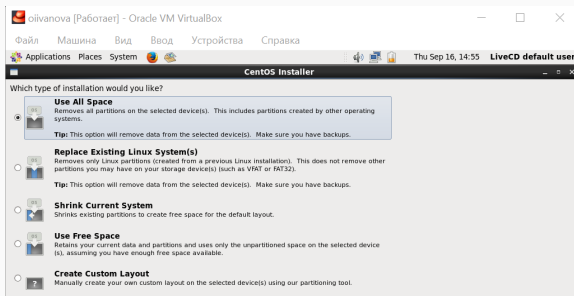 oiivanova [Работает] - Oracle VM VirtualBox
Файл Машина Вид Ввод Устройства Справка
Applications Places System Thu Sep 16, 14:55 LiveCD default user
CentOS Installer
Which type of installation would you like?
Use All Space
Removes all partitions on the selected device(s). This includes partitions created by other operating
systems.
Tip: This option will remove data from the selected device(s). Make sure you have backups.
Replace Existing Linux System(s)
Removes only Linux partitions (created from a previous Linux installation). This does not remove other
partitions you may have on your storage device(s) (such as VFAT or FAT32).
Tip: This option will remove data from the selected device(s). Make sure you have backups.
Shrink Current System
Shrinks existing partitions to create free space for the default layout.
Use Free Space
Retains your current data and partitions and uses only the unpartitioned space on the selected device
(s), assuming you have enough free space available.
Create Custom Layout
Manually create your own custom layout on the selected device(s) using our partitioning tool.